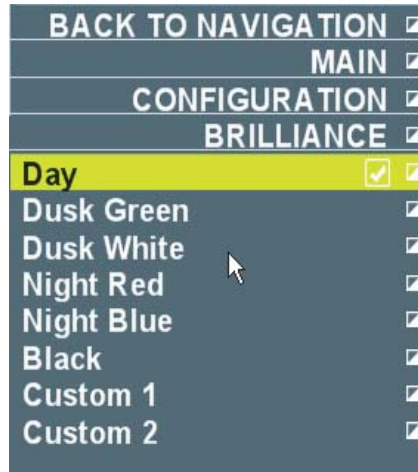 BACK TO NAVIGATION
MAIN
CONFIGURATION
BRILLIANCE
Day
Dusk Green
Dusk White
Night Red
Night Blue
Black
Custom 1
Custom 2